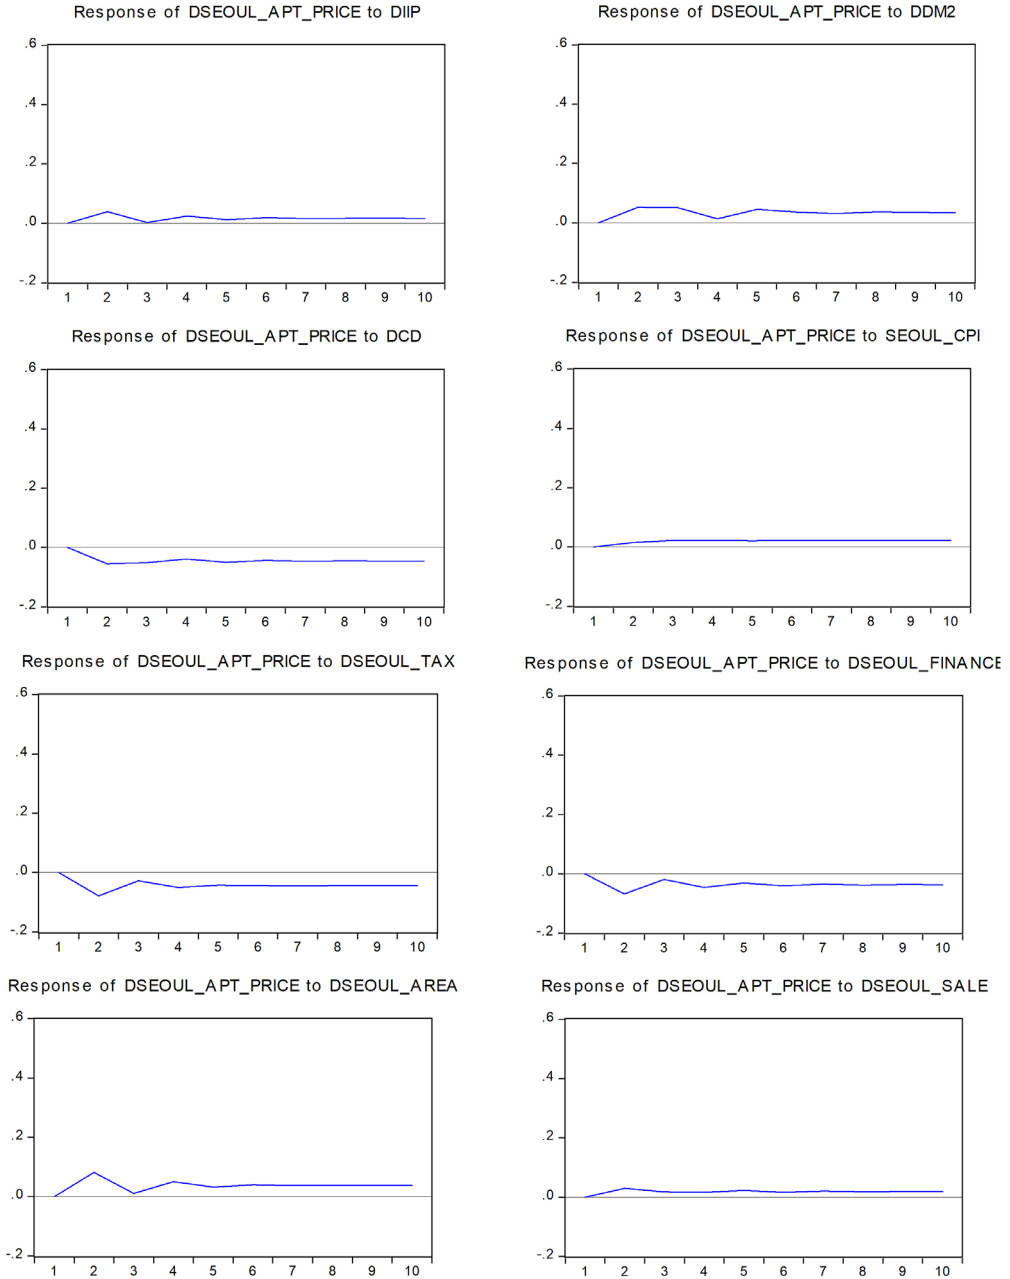 Response of DSEOUL_APT_PRICE to DIIP
.6
.4
.2
.0
-.2
1 2 3 4 5 6 7 8 9 10
Response of DSEOUL_APT_PRICE to DDM2
.6
.4
.2
.0
-.2
1 2 3 4 5 6 7 8 9 10
Response of DSEOUL_APT_PRICE to DCD
.6
.4
.2
.0
-.2
1 2 3 4 5 6 7 8 9 10
Response of DSEOUL_APT_PRICE to SEOUL_CPI
.6
.4
.2
.0
-.2
1 2 3 4 5 6 7 8 9 10
Response of DSEOUL_APT_PRICE to DSEOUL_TAX
.6
.4
.2
.0
-.2
1 2 3 4 5 6 7 8 9 10
Response of DSEOUL_APT_PRICE to DSEOUL_FINANCE
.6
.4
.2
.0
-.2
1 2 3 4 5 6 7 8 9 10
Response of DSEOUL_APT_PRICE to DSEOUL_AREA
.6
.4
.2
.0
-.2
1 2 3 4 5 6 7 8 9 10
Response of DSEOUL_APT_PRICE to DSEOUL_SALE
.6
.4
.2
.0
-.2
1 2 3 4 5 6 7 8 9 10